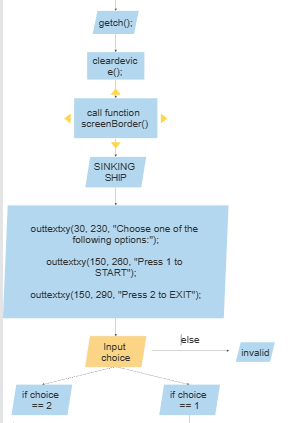 getch();
cleardevic
e();
call function
screenBorder()
SINKING
SHIP
outtextxy(30, 230, "Choose one of the
following options:");
outtextxy(150, 260, "Press 1 to
START");
outtextxy(150, 290, "Press 2 to EXIT");
Input
choice
else
invalid
if choice
== 2
if choice
== 1